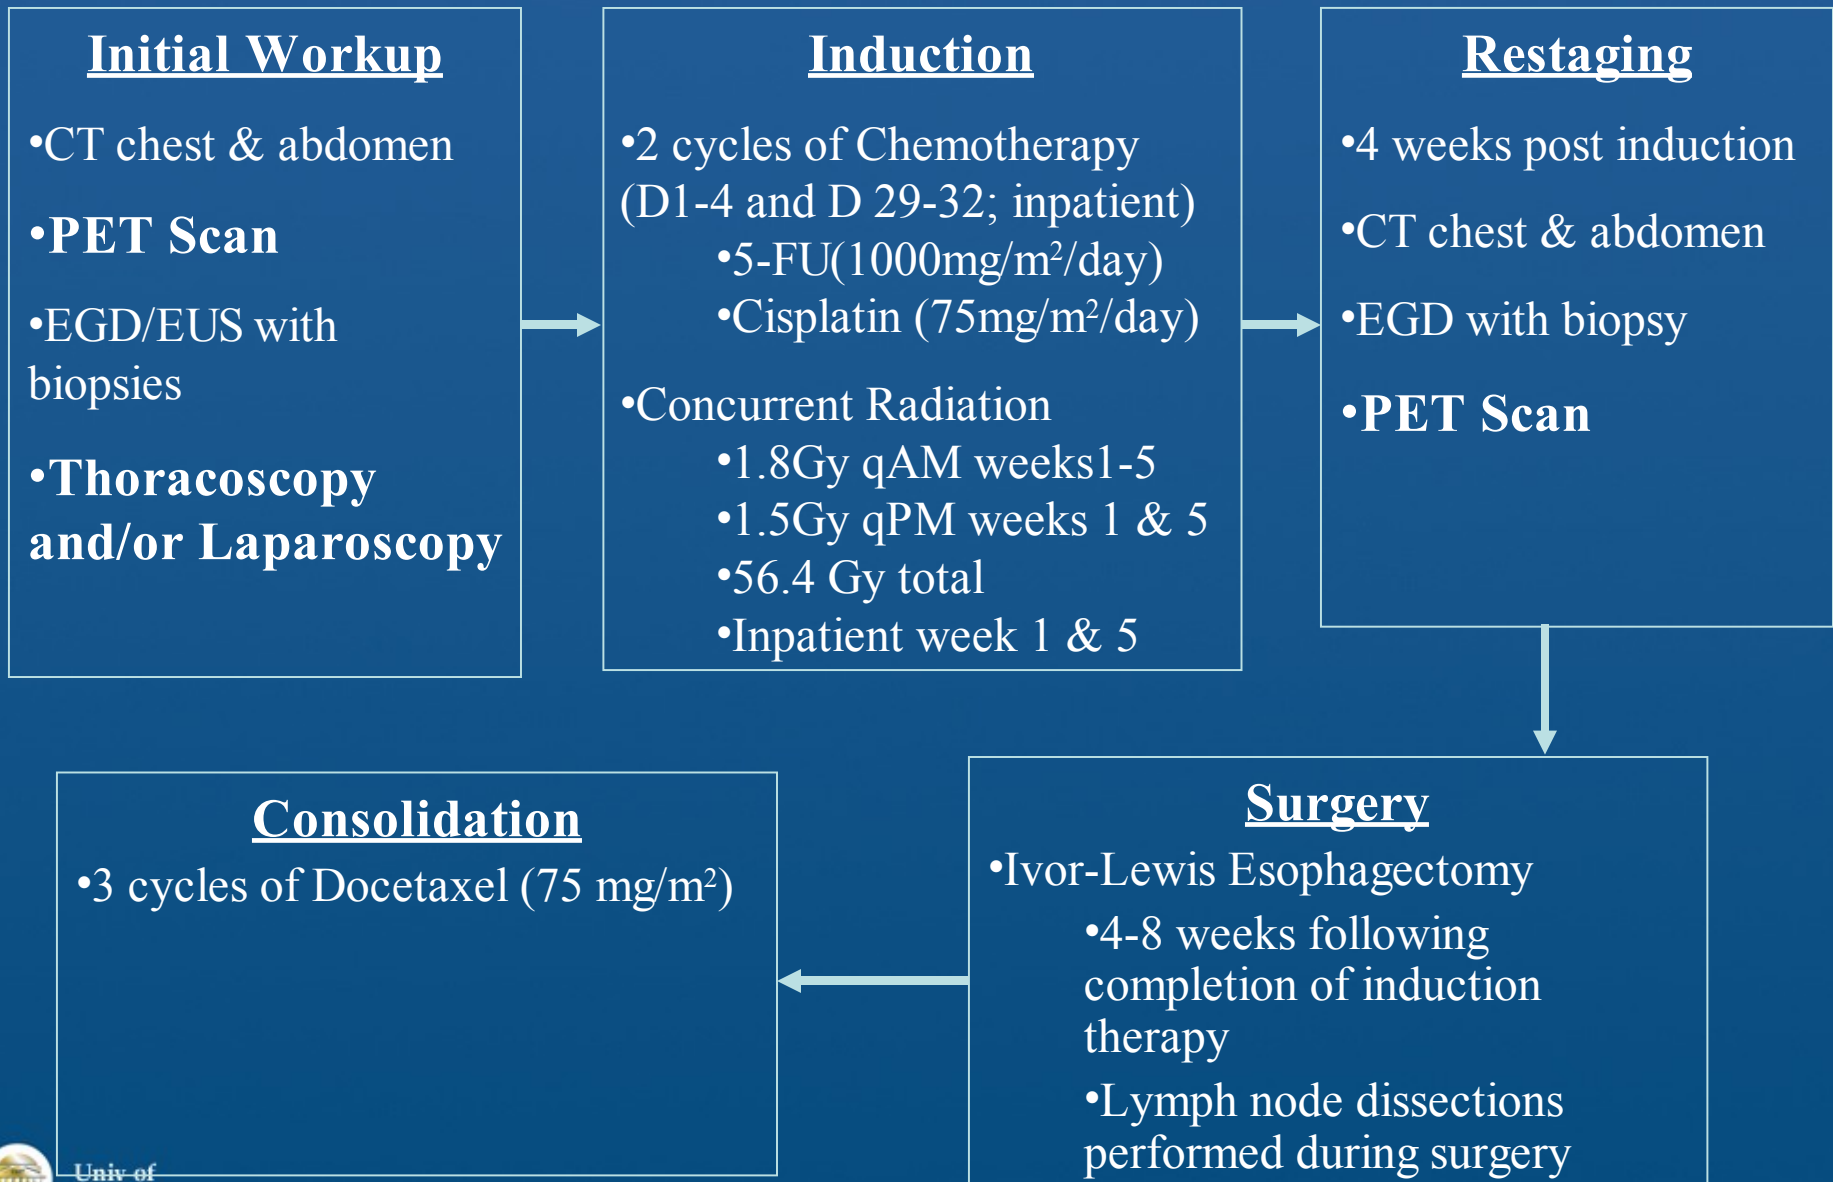 Initial Workup
•CT chest & abdomen
•PET Scan
•EGD/EUS with
biopsies
•Thoracoscopy
and/or Laparoscopy
Induction
•2 cycles of Chemotherapy
(D1-4 and D 29-32; inpatient)
•5-FU(1000mg/m²/day)
•Cisplatin (75mg/m²/day)
•Concurrent Radiation
•1.8Gy qAM weeks1-5
•1.5Gy qPM weeks 1 & 5
•56.4 Gy total
•Inpatient week 1 & 5
Restaging
•4 weeks post induction
•CT chest & abdomen
•EGD with biopsy
•PET Scan
Surgery
•Ivor-Lewis Esophagectomy
•4-8 weeks following
completion of induction
therapy
•Lymph node dissections
performed during surgery
Consolidation
•3 cycles of Docetaxel (75 mg/m²)
Univ of